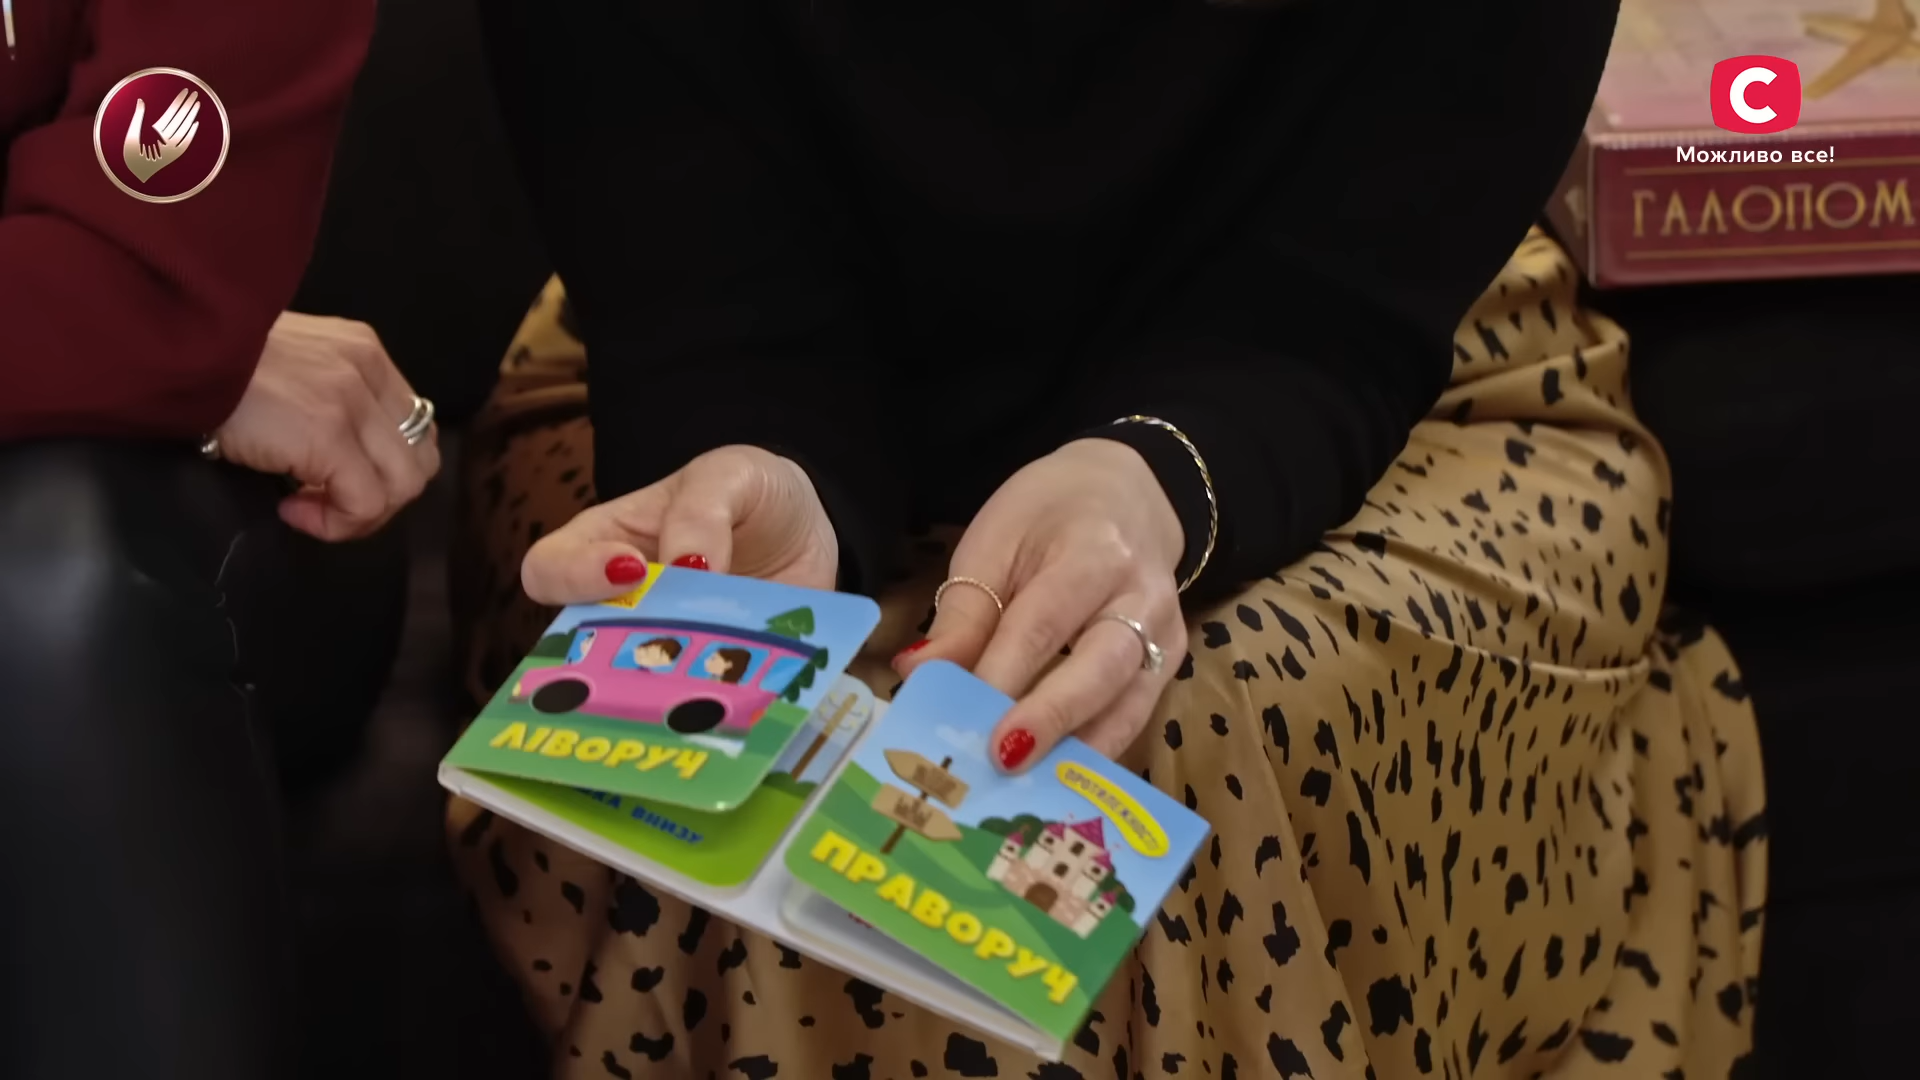 Можливо все!
ГАЛОПОМ
ЛІВОРУЧ
ВНИЗУ
ПРОТИЛЕЖНОСТІ
ПРАВОРУЧ